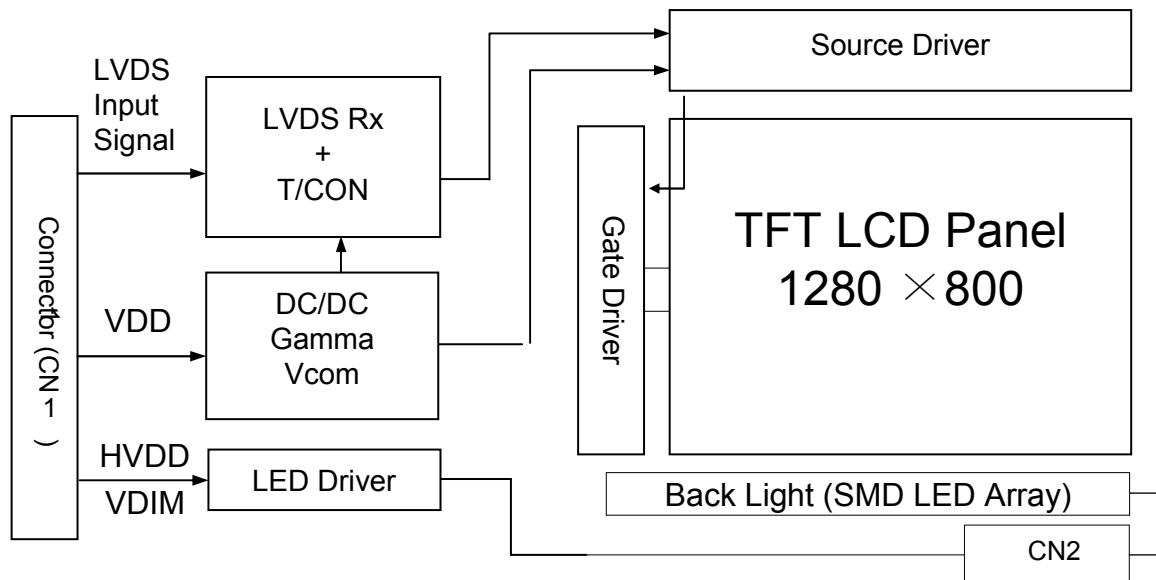 LVDS
Input
Signal
Connector (CN1)
LVDS Rx
+
T/CON
Source Driver
Gate Driver
TFT LCD Panel
1280 × 800
VDD
DC/DC
Gamma
Vcom
HVDD
VDIM
LED Driver
Back Light (SMD LED Array)
CN2